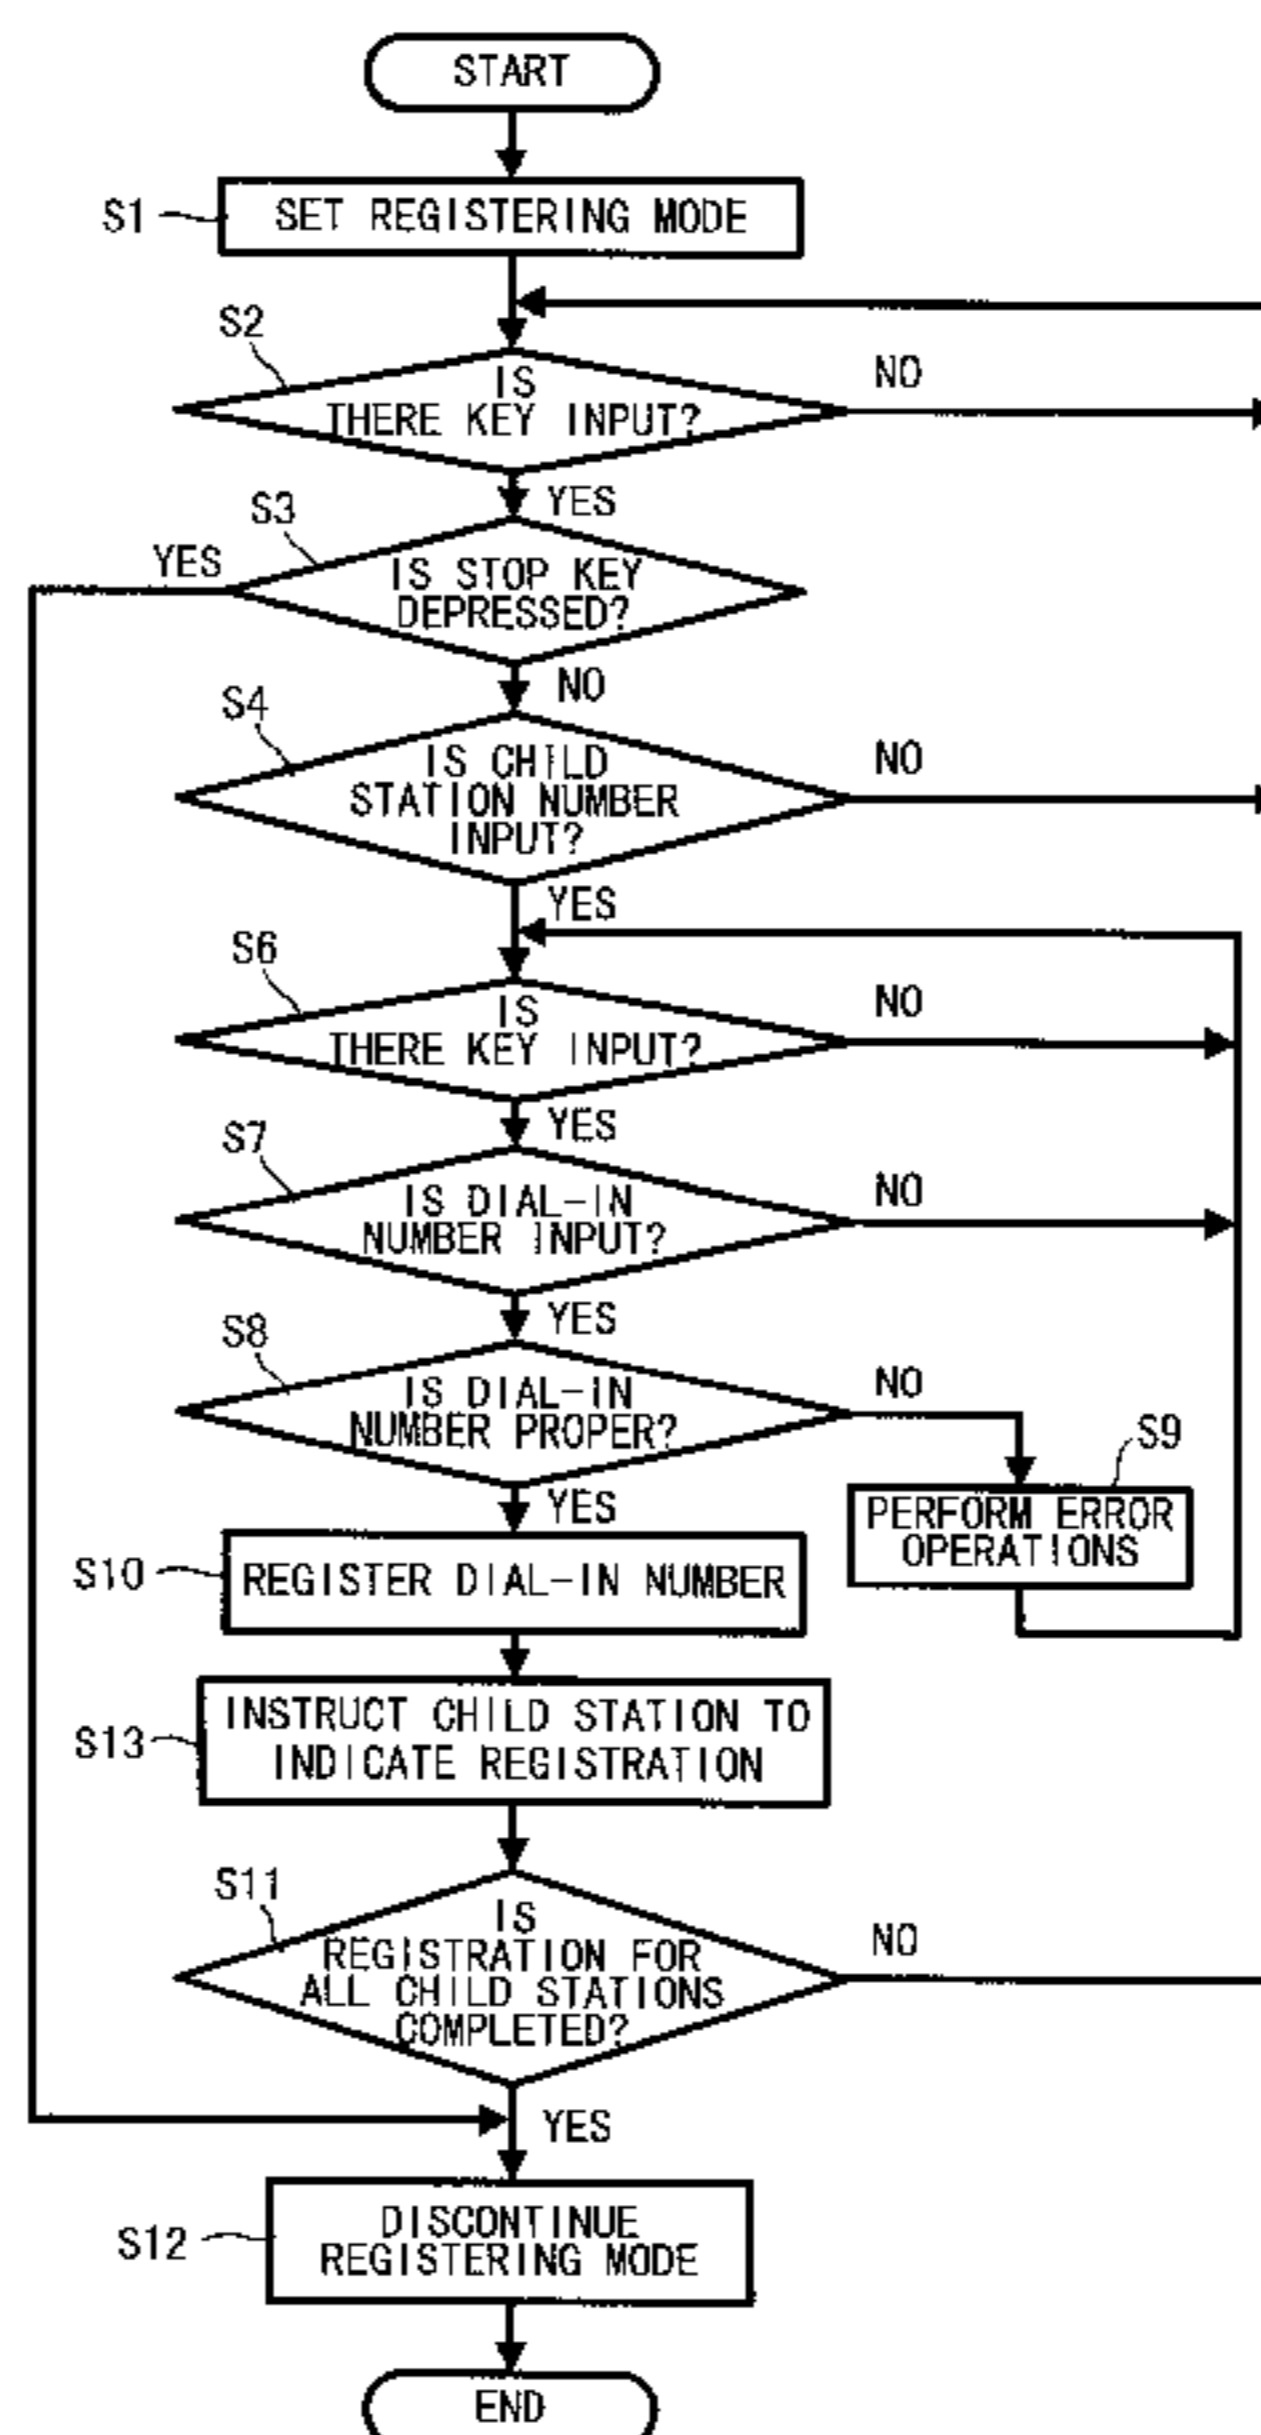 START
S1
SET REGISTERING MODE
S2
IS
THERE KEY INPUT?
NO
YES
S3
YES
IS STOP KEY
DEPRESSED?
NO
S4
IS CHILD
STATION NUMBER
INPUT?
NO
YES
S6
IS
THERE KEY INPUT?
NO
YES
S7
IS DIAL-IN
NUMBER INPUT?
NO
YES
S8
IS DIAL-IN
NUMBER PROPER?
NO
YES
S9
PERFORM ERROR
OPERATIONS
S10
REGISTER DIAL-IN NUMBER
S13
INSTRUCT CHILD STATION TO
INDICATE REGISTRATION
S11
IS
REGISTRATION FOR
ALL CHILD STATIONS
COMPLETED?
NO
YES
S12
DISCONTINUE
REGISTERING MODE
END